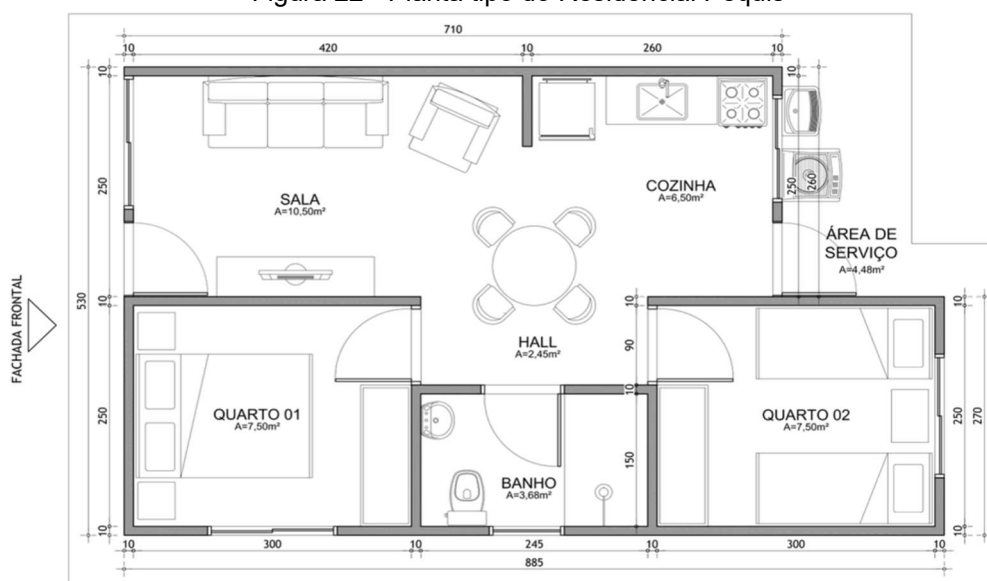 Figura 22 - Planta tipo do Residencial Pequis
710
10 420 10 260 10
10
250
530
10
250
10
SALA
A=10,50m²
COZINHA
A=6,50m²
10
250
260
ÁREA DE
SERVIÇO
A=4,48m²
FACHADA FRONTAL
HALL
A=2,45m²
10
90
10
150
QUARTO 01
A=7,50m²
BANHO
A=3,68m²
QUARTO 02
A=7,50m²
10
250
270
10
10 300 10 245 10 300 10
885